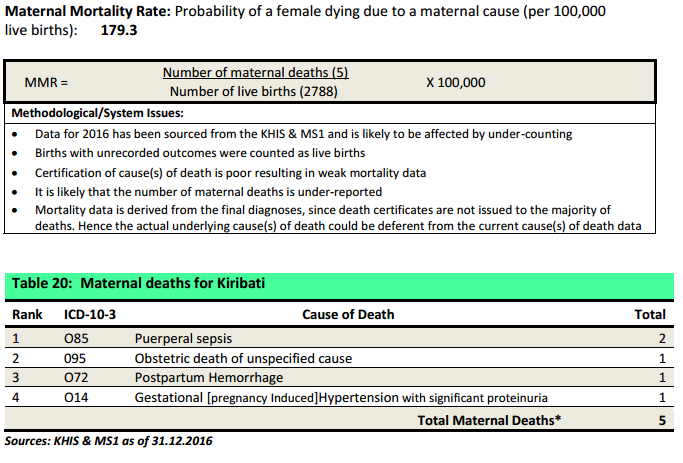 Maternal Mortality Rate: Probability of a female dying due to a maternal cause (per 100,000
live births): 179.3
MMR = Number of maternal deaths (5) X 100,000
Number of live births (2788)
Methodological/System Issues:
• Data for 2016 has been sourced from the KHIS & MS1 and is likely to be affected by under-counting
• Births with unrecorded outcomes were counted as live births
• Certification of cause(s) of death is poor resulting in weak mortality data
• It is likely that the number of maternal deaths is under-reported
• Mortality data is derived from the final diagnoses, since death certificates are not issued to the majority of
deaths. Hence the actual underlying cause(s) of death could be deferent from the current cause(s) of death data
Table 20: Maternal deaths for Kiribati
Rank ICD-10-3 Cause of Death Total
1 O85 Puerperal sepsis 2
2 095 Obstetric death of unspecified cause 1
3 O72 Postpartum Hemorrhage 1
4 O14 Gestational [pregnancy Induced]Hypertension with significant proteinuria 1
Total Maternal Deaths* 5
Sources: KHIS & MS1 as of 31.12.2016